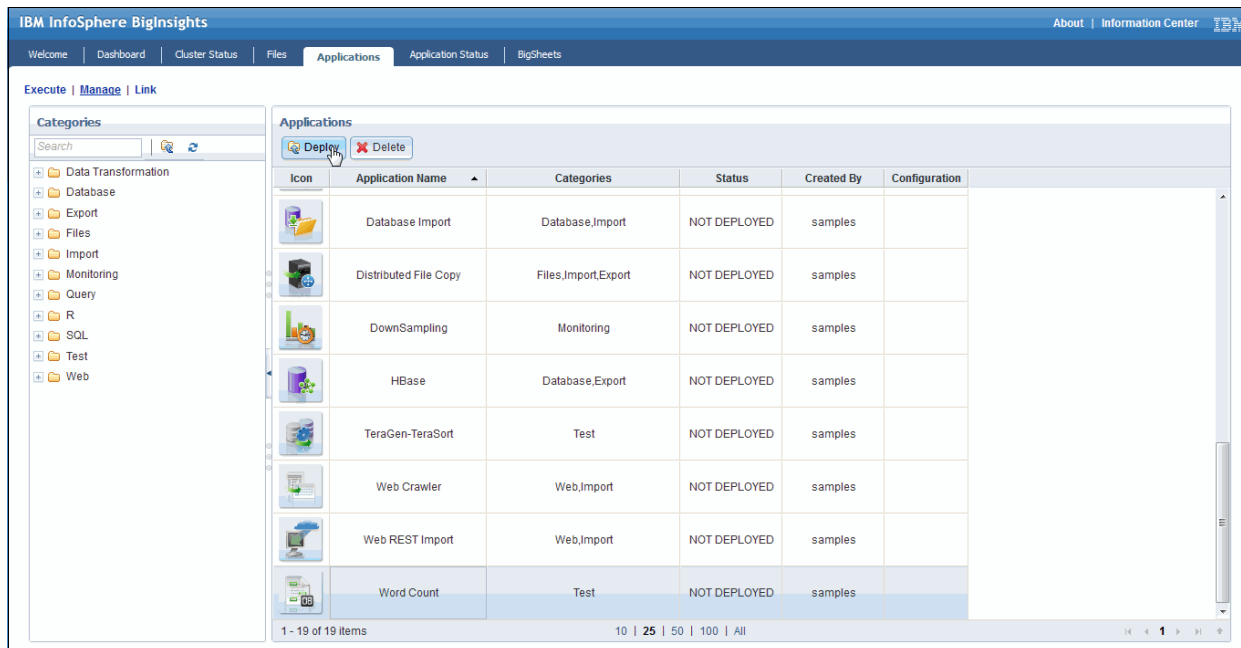 IBM InfoSphere BigInsights
About | Information Center
Welcome | Dashboard | Cluster Status | Files | Applications | Application Status | BigSheets
Execute | Manage | Link
Categories
Search
Data Transformation
Database
Export
Files
Import
Monitoring
Query
R
SQL
Test
Web
Applications
Deploy Delete
Icon Application Name Categories Status Created By Configuration
Database Import Database,Import NOT DEPLOYED samples
Distributed File Copy Files,Import,Export NOT DEPLOYED samples
DownSampling Monitoring NOT DEPLOYED samples
HBase Database,Export NOT DEPLOYED samples
TeraGen-TeraSort Test NOT DEPLOYED samples
Web Crawler Web,Import NOT DEPLOYED samples
Web REST Import Web,Import NOT DEPLOYED samples
Word Count Test NOT DEPLOYED samples
1 - 19 of 19 items 10 | 25 | 50 | 100 | All 1